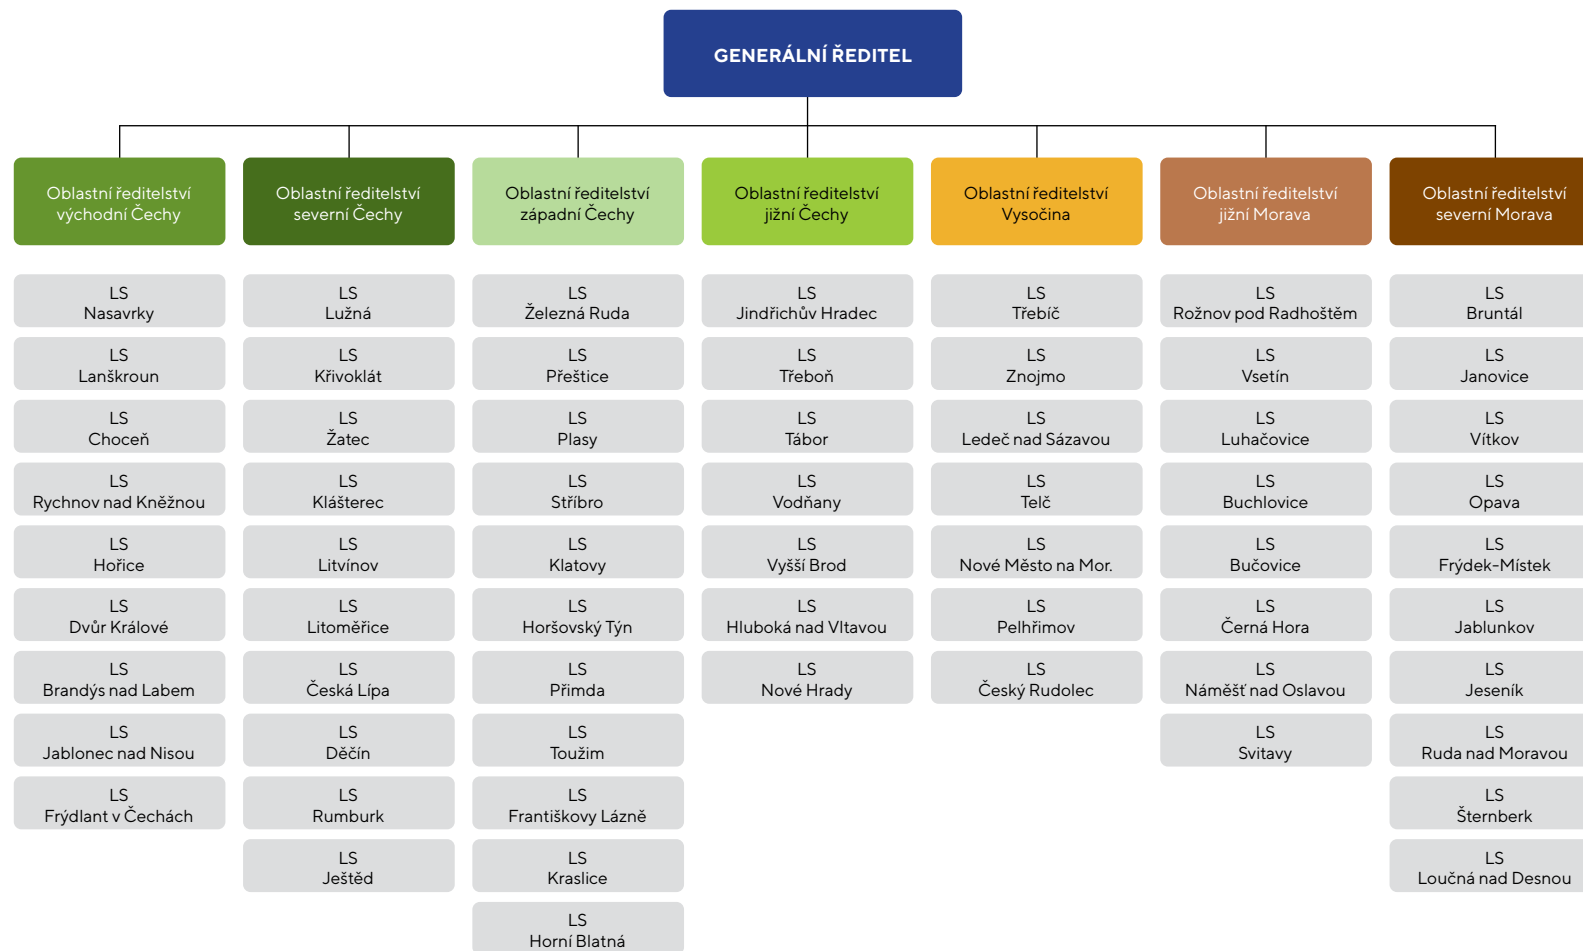 GENERÁLNÍ ŘEDITEL
Oblastní ředitelství
východní Čechy
LS
Nasavrky
LS
Lanškroun
LS
Choceň
LS
Rychnov nad Kněžnou
LS
Hořice
LS
Dvůr Králové
LS
Brandýs nad Labem
LS
Jablonec nad Nisou
LS
Frýdlant v Čechách
Oblastní ředitelství
severní Čechy
LS
Lužná
LS
Křivoklát
LS
Žatec
LS
Klášterec
LS
Litvínov
LS
Litoměřice
LS
Česká Lípa
LS
Děčín
LS
Rumburk
LS
Ještěd
Oblastní ředitelství
západní Čechy
LS
Železná Ruda
LS
Přeštice
LS
Plasy
LS
Stříbro
LS
Klatovy
LS
Horšovský Týn
LS
Přimda
LS
Toužim
LS
Františkovy Lázně
LS
Kraslice
LS
Horní Blatná
Oblastní ředitelství
jižní Čechy
LS
Jindřichův Hradec
LS
Třeboň
LS
Tábor
LS
Vodňany
LS
Vyšší Brod
LS
Hluboká nad Vltavou
LS
Nové Hrady
Oblastní ředitelství
Vysočina
LS
Třebíč
LS
Znojmo
LS
Ledeč nad Sázavou
LS
Telč
LS
Nové Město na Mor.
LS
Pelhřimov
LS
Český Rudolec
Oblastní ředitelství
jižní Morava
LS
Rožnov pod Radhoštěm
LS
Vsetín
LS
Luhačovice
LS
Buchlovice
LS
Bučovice
LS
Černá Hora
LS
Náměšť nad Oslavou
LS
Svitavy
Oblastní ředitelství
severní Morava
LS
Bruntál
LS
Janovice
LS
Vítkov
LS
Opava
LS
Frýdek-Místek
LS
Jablunkov
LS
Jeseník
LS
Ruda nad Moravou
LS
Šternberk
LS
Loučná nad Desnou